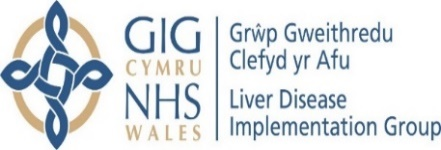 GIG
CYMRU
NHS
WALES
Grŵp Gweithredu
Clefyd yr Afu
Liver Disease
Implementation Group